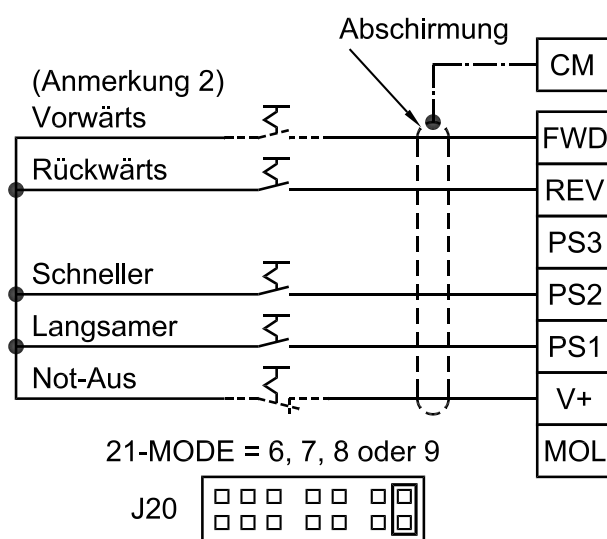 Abschirmung
CM
(Anmerkung 2)
Vorwärts
FWD
Rückwärts
REV
PS3
Schneller
PS2
Langsamer
PS1
Not-Aus
V+
21-MODE = 6, 7, 8 oder 9
MOL
J20